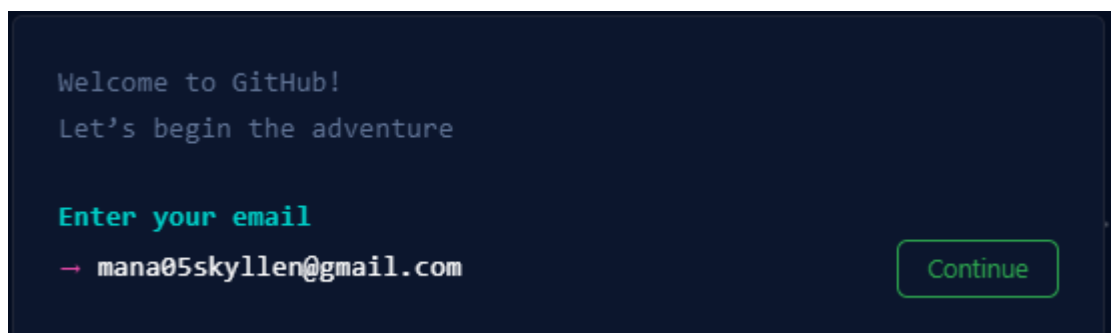 Welcome to GitHub!
Let’s begin the adventure
Enter your email
→ mana05skyllen@gmail.com
Continue